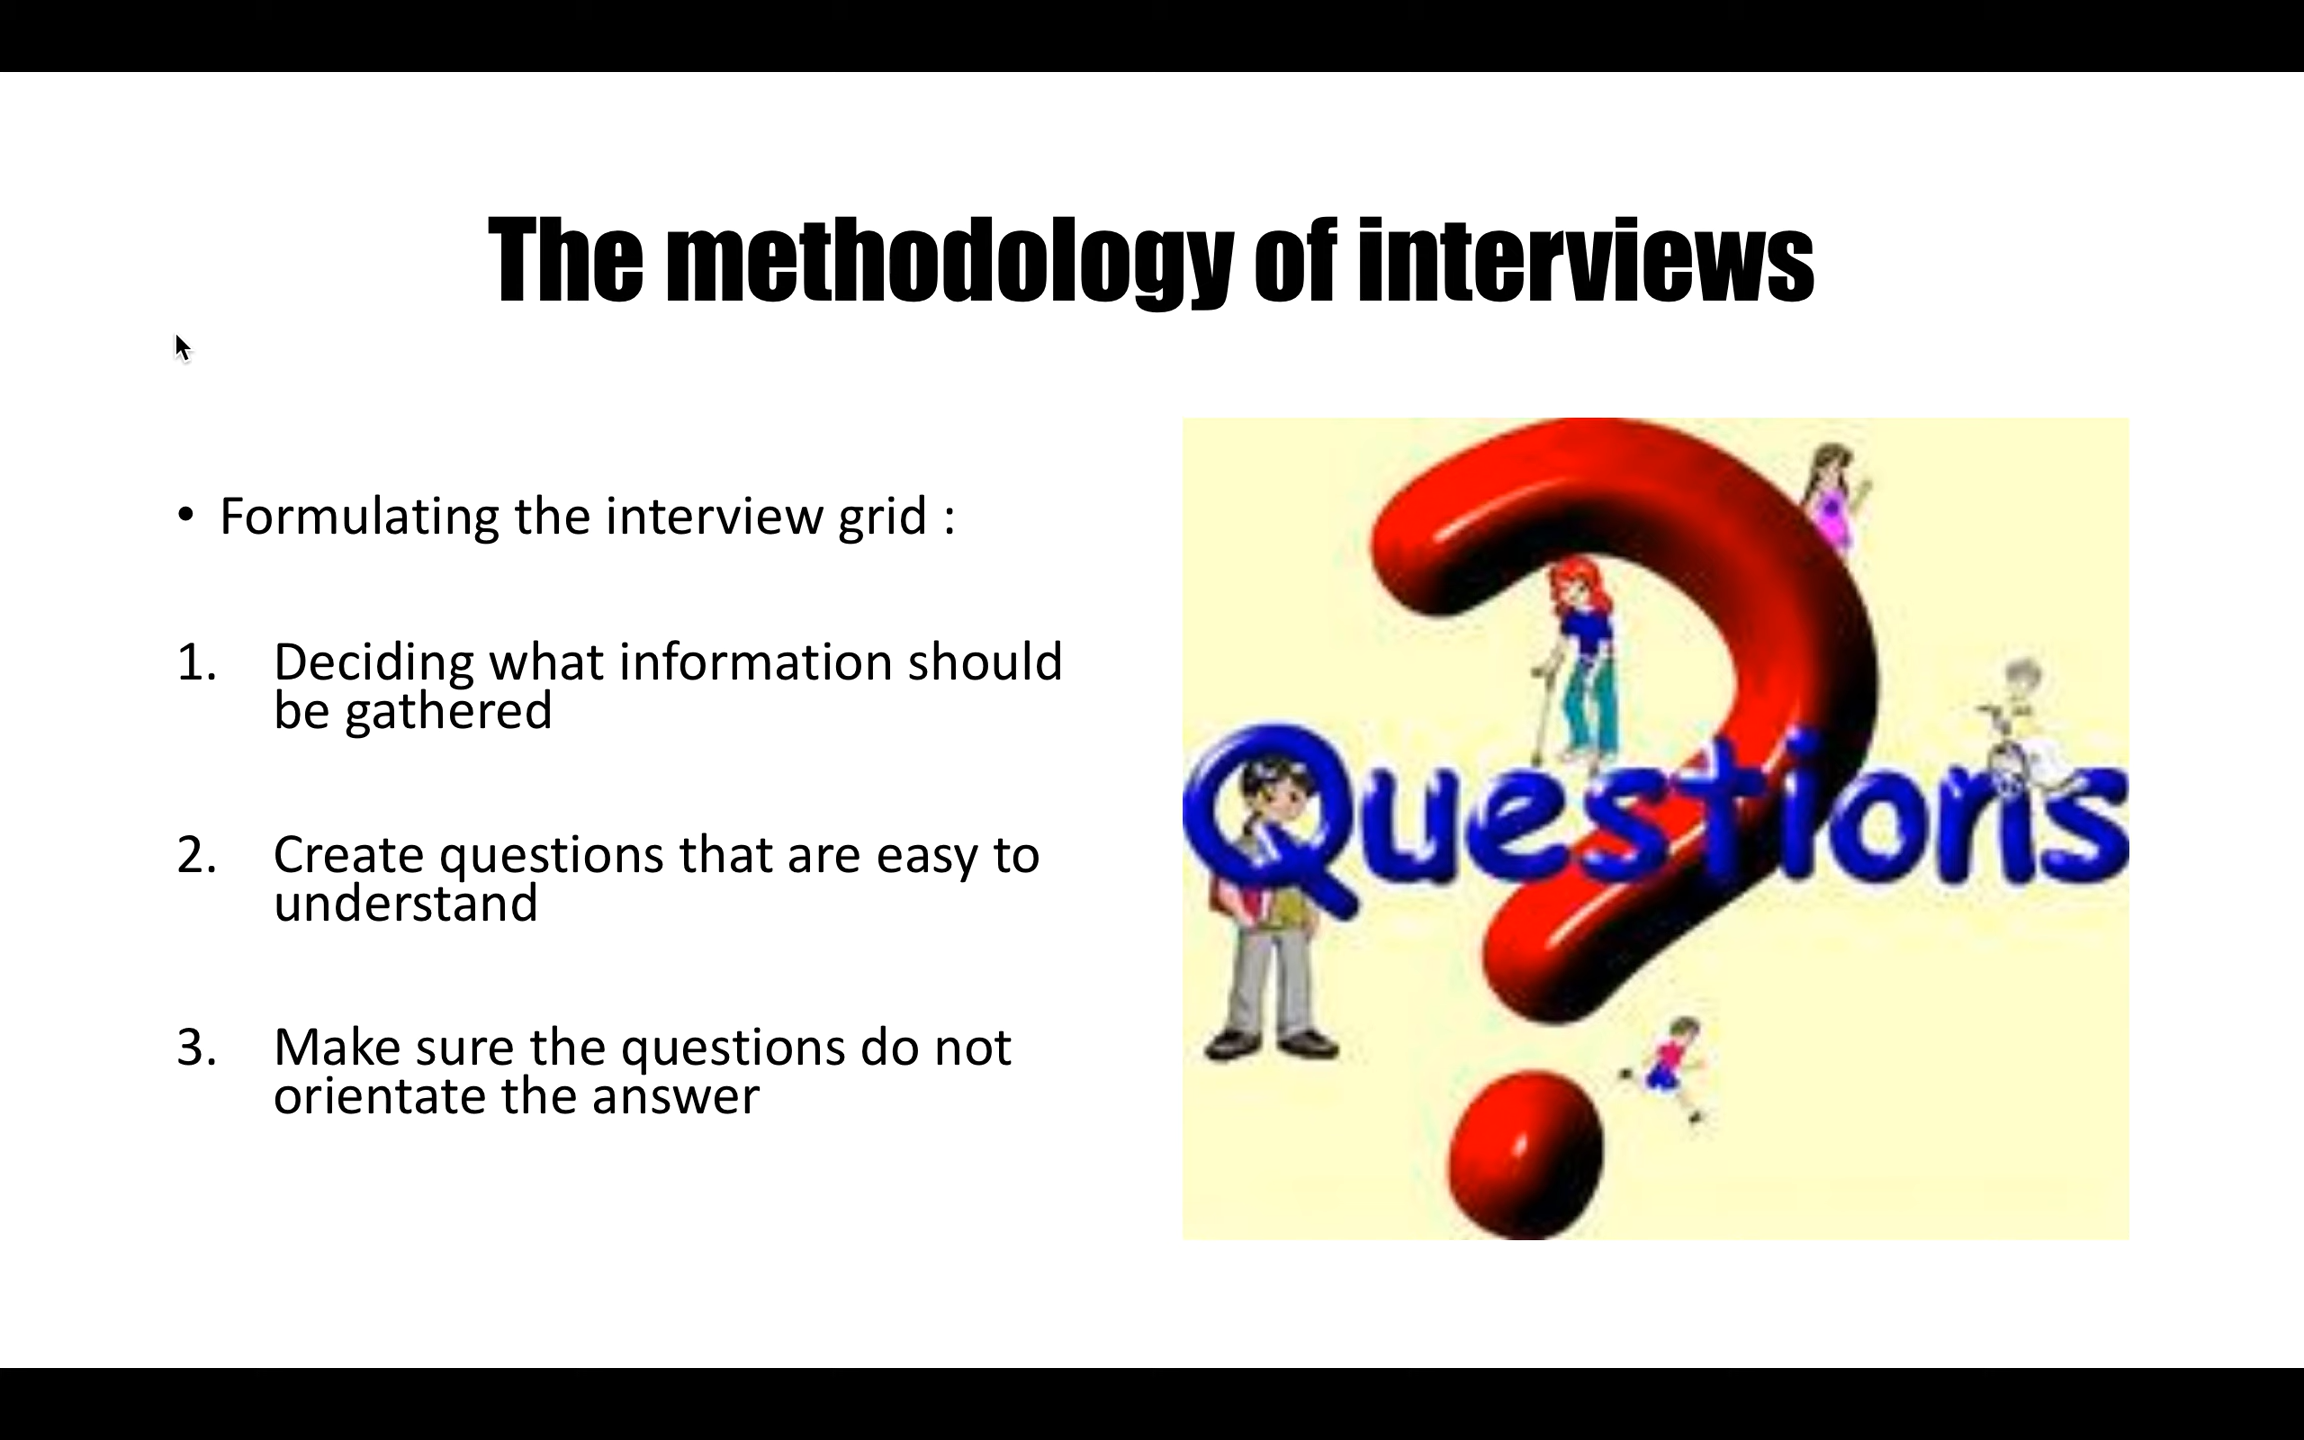 The methodology of interviews
• Formulating the interview grid :
1. Deciding what information should
be gathered
2. Create questions that are easy to
understand
3. Make sure the questions do not
orientate the answer
Questions